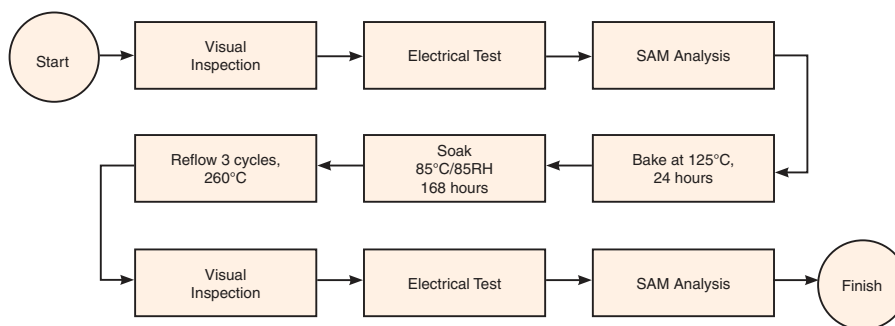 Start
Visual
Inspection
Electrical Test
SAM Analysis
Bake at 125°C,
24 hours
Soak
85°C/85RH
168 hours
Reflow 3 cycles,
260°C
Visual
Inspection
Electrical Test
SAM Analysis
Finish